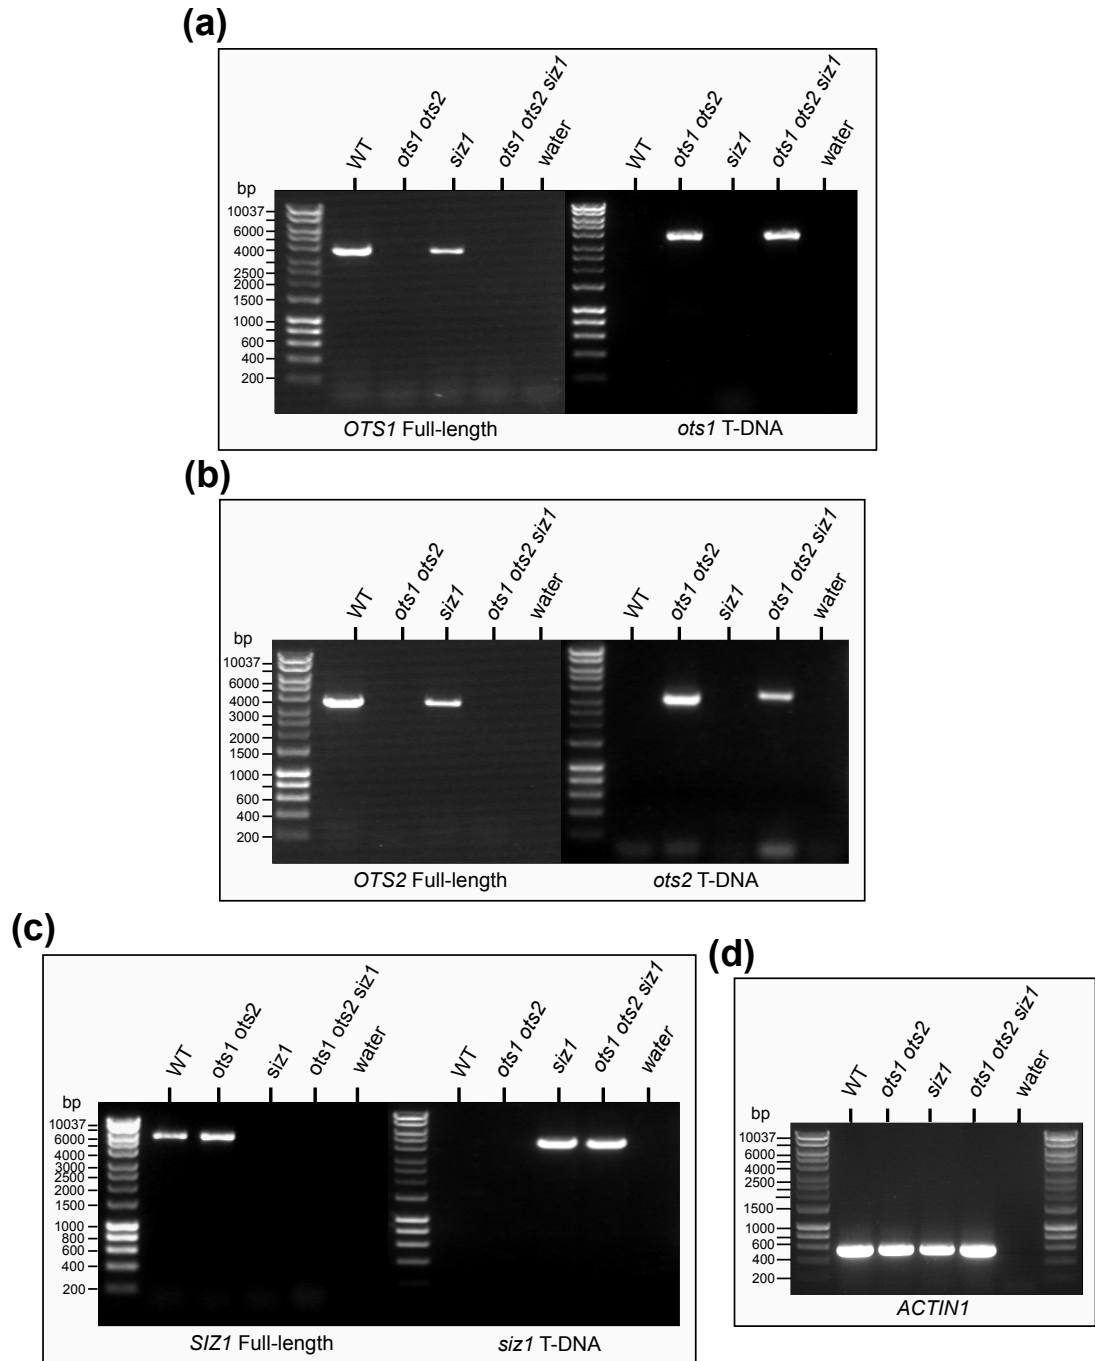 (a)
WT ots1 ots2 siz1 ots1 ots2 siz1 water WT ots1 ots2 siz1 ots1 ots2 siz1 water
bp
10037
6000
4000
2500
2000
1500
1000
600
400
200
OTS1 Full-length ots1 T-DNA
(b)
WT ots1 ots2 siz1 ots1 ots2 siz1 water WT ots1 ots2 siz1 ots1 ots2 siz1 water
bp
10037
6000
4000
3000
2000
1500
1000
600
400
200
OTS2 Full-length ots2 T-DNA
(c)
WT ots1 ots2 siz1 ots1 ots2 siz1 water WT ots1 ots2 siz1 ots1 ots2 siz1 water
bp
10037
6000
4000
3000
2500
2000
1500
1000
800
600
400
200
SIZ1 Full-length siz1 T-DNA
(d)
WT ots1 ots2 siz1 ots1 ots2 siz1 water
bp
10037
6000
4000
2500
1500
1000
600
400
200
ACTIN1